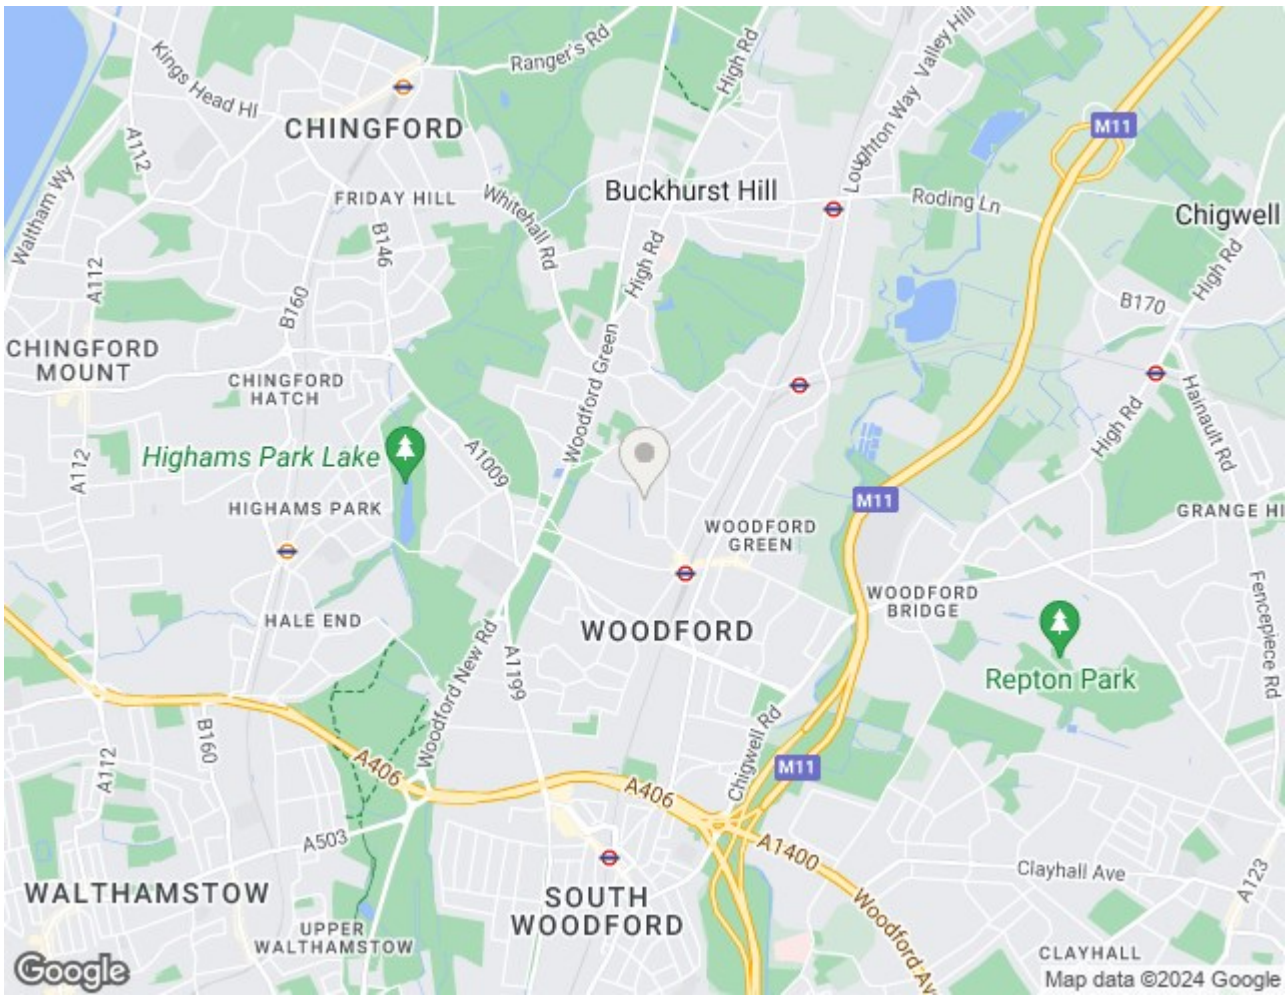 Kings Head Hl
Ranger's Rd
High Rd
Loughton Way
Valley Hill
CHINGFORD
A112
M11
Waltham Wy
FRIDAY HILL
Whitehall Rd
Buckhurst Hill
Roding Ln
Chigwell
B146
High Rd
High Rd
A112
B160
B170
CHINGFORD
MOUNT
Woodford Green
CHINGFORD
HATCH
Hainault Rd
High Rd
Highams Park Lake
A1009
A112
HIGHAMS PARK
M11
GRANGE HI
WOODFORD
GREEN
WOODFORD
BRIDGE
HALE END
WOODFORD
Fencepiece Rd
Woodford New Rd
A1199
Repton Park
B160
A112
Chigwell Rd
M11
A406
A406
A503
A1400
Clayhall Ave
A123
WALTHAMSTOW
SOUTH
WOODFORD
Woodford Av
UPPER
WALTHAMSTOW
CLAYHALL
Google
Map data ©2024 Google